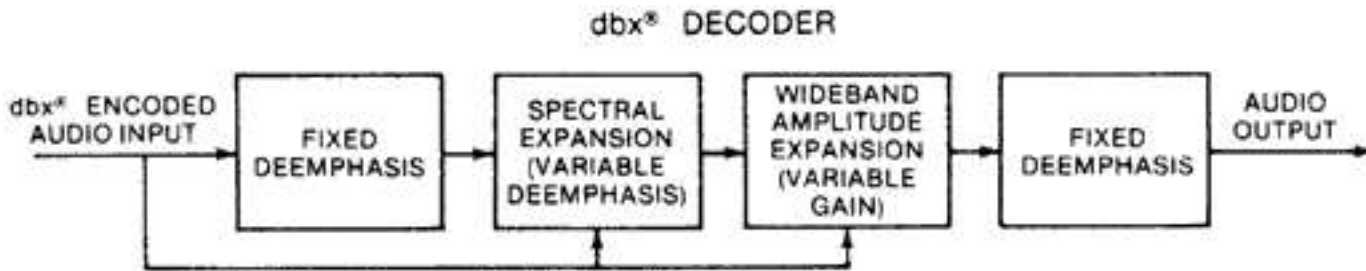 dbx® DECODER
dbx® ENCODED
AUDIO INPUT
FIXED
DEEMPHASIS
SPECTRAL
EXPANSION
(VARIABLE
DEEMPHASIS)
WIDEBAND
AMPLITUDE
EXPANSION
(VARIABLE
GAIN)
FIXED
DEEMPHASIS
AUDIO
OUTPUT